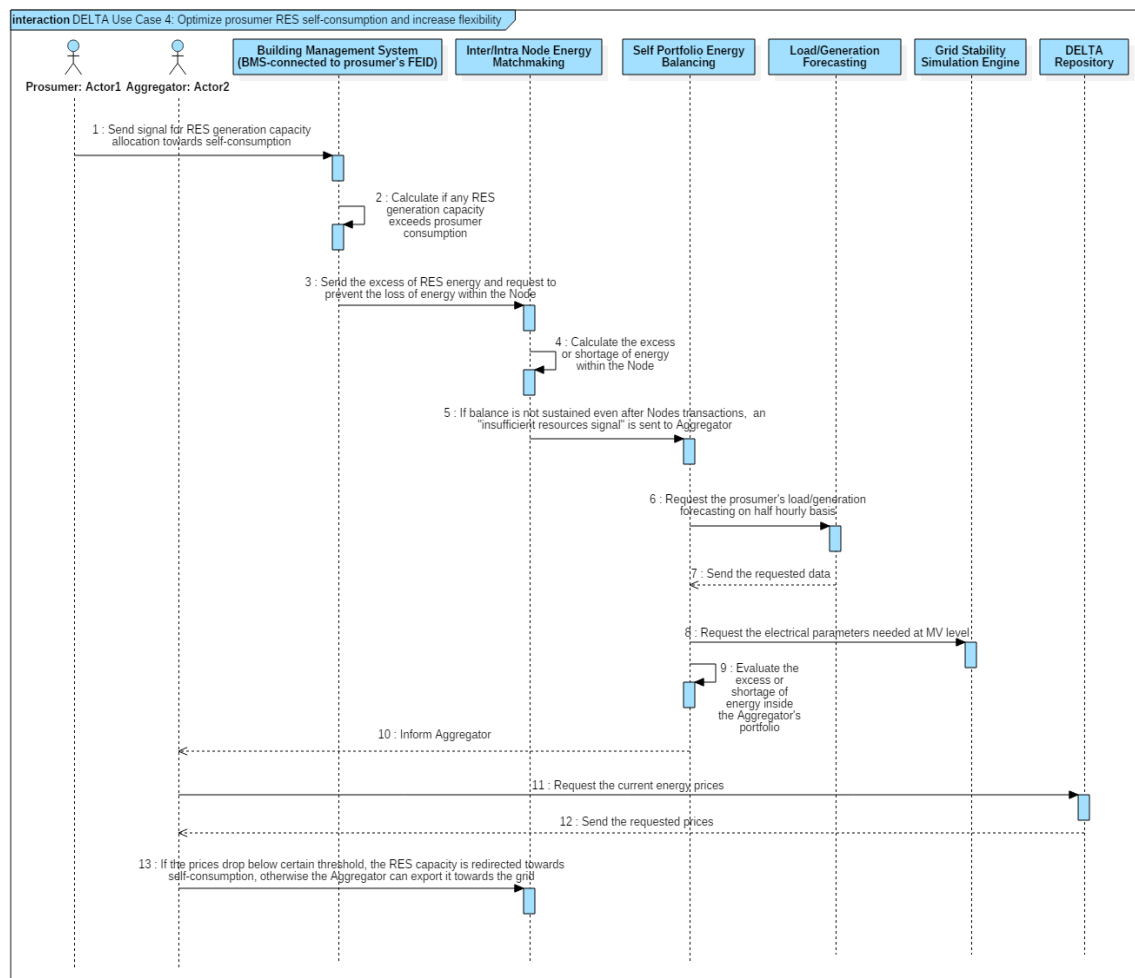 interaction DELTA Use Case 4: Optimize prosumer RES self-consumption and increase flexibility
Building Management System
(BMS-connected to prosumer's FEID)
Inter/Intra Node Energy
Matchmaking
Self Portfolio Energy
Balancing
Load/Generation
Forecasting
Grid Stability
Simulation Engine
DELTA
Repository
Prosumer: Actor1
Aggregator: Actor2
1 : Send signal for RES generation capacity
allocation towards self-consumption
2 : Calculate if any RES
generation capacity
exceeds prosumer
consumption
3 : Send the excess of RES energy and request to
prevent the loss of energy within the Node
4 : Calculate the excess
or shortage of energy
within the Node
5 : If balance is not sustained even after Nodes transactions, an
"insufficient resources signal" is sent to Aggregator
6 : Request the prosumer's load/generation
forecasting on half hourly basis
7 : Send the requested data
8 : Request the electrical parameters needed at MV level
9 : Evaluate the
excess or
shortage of
energy inside
the Aggregator's
portfolio
10 : Inform Aggregator
11 : Request the current energy prices
12 : Send the requested prices
13 : If the prices drop below certain threshold, the RES capacity is redirected towards
self-consumption, otherwise the Aggregator can export it towards the grid